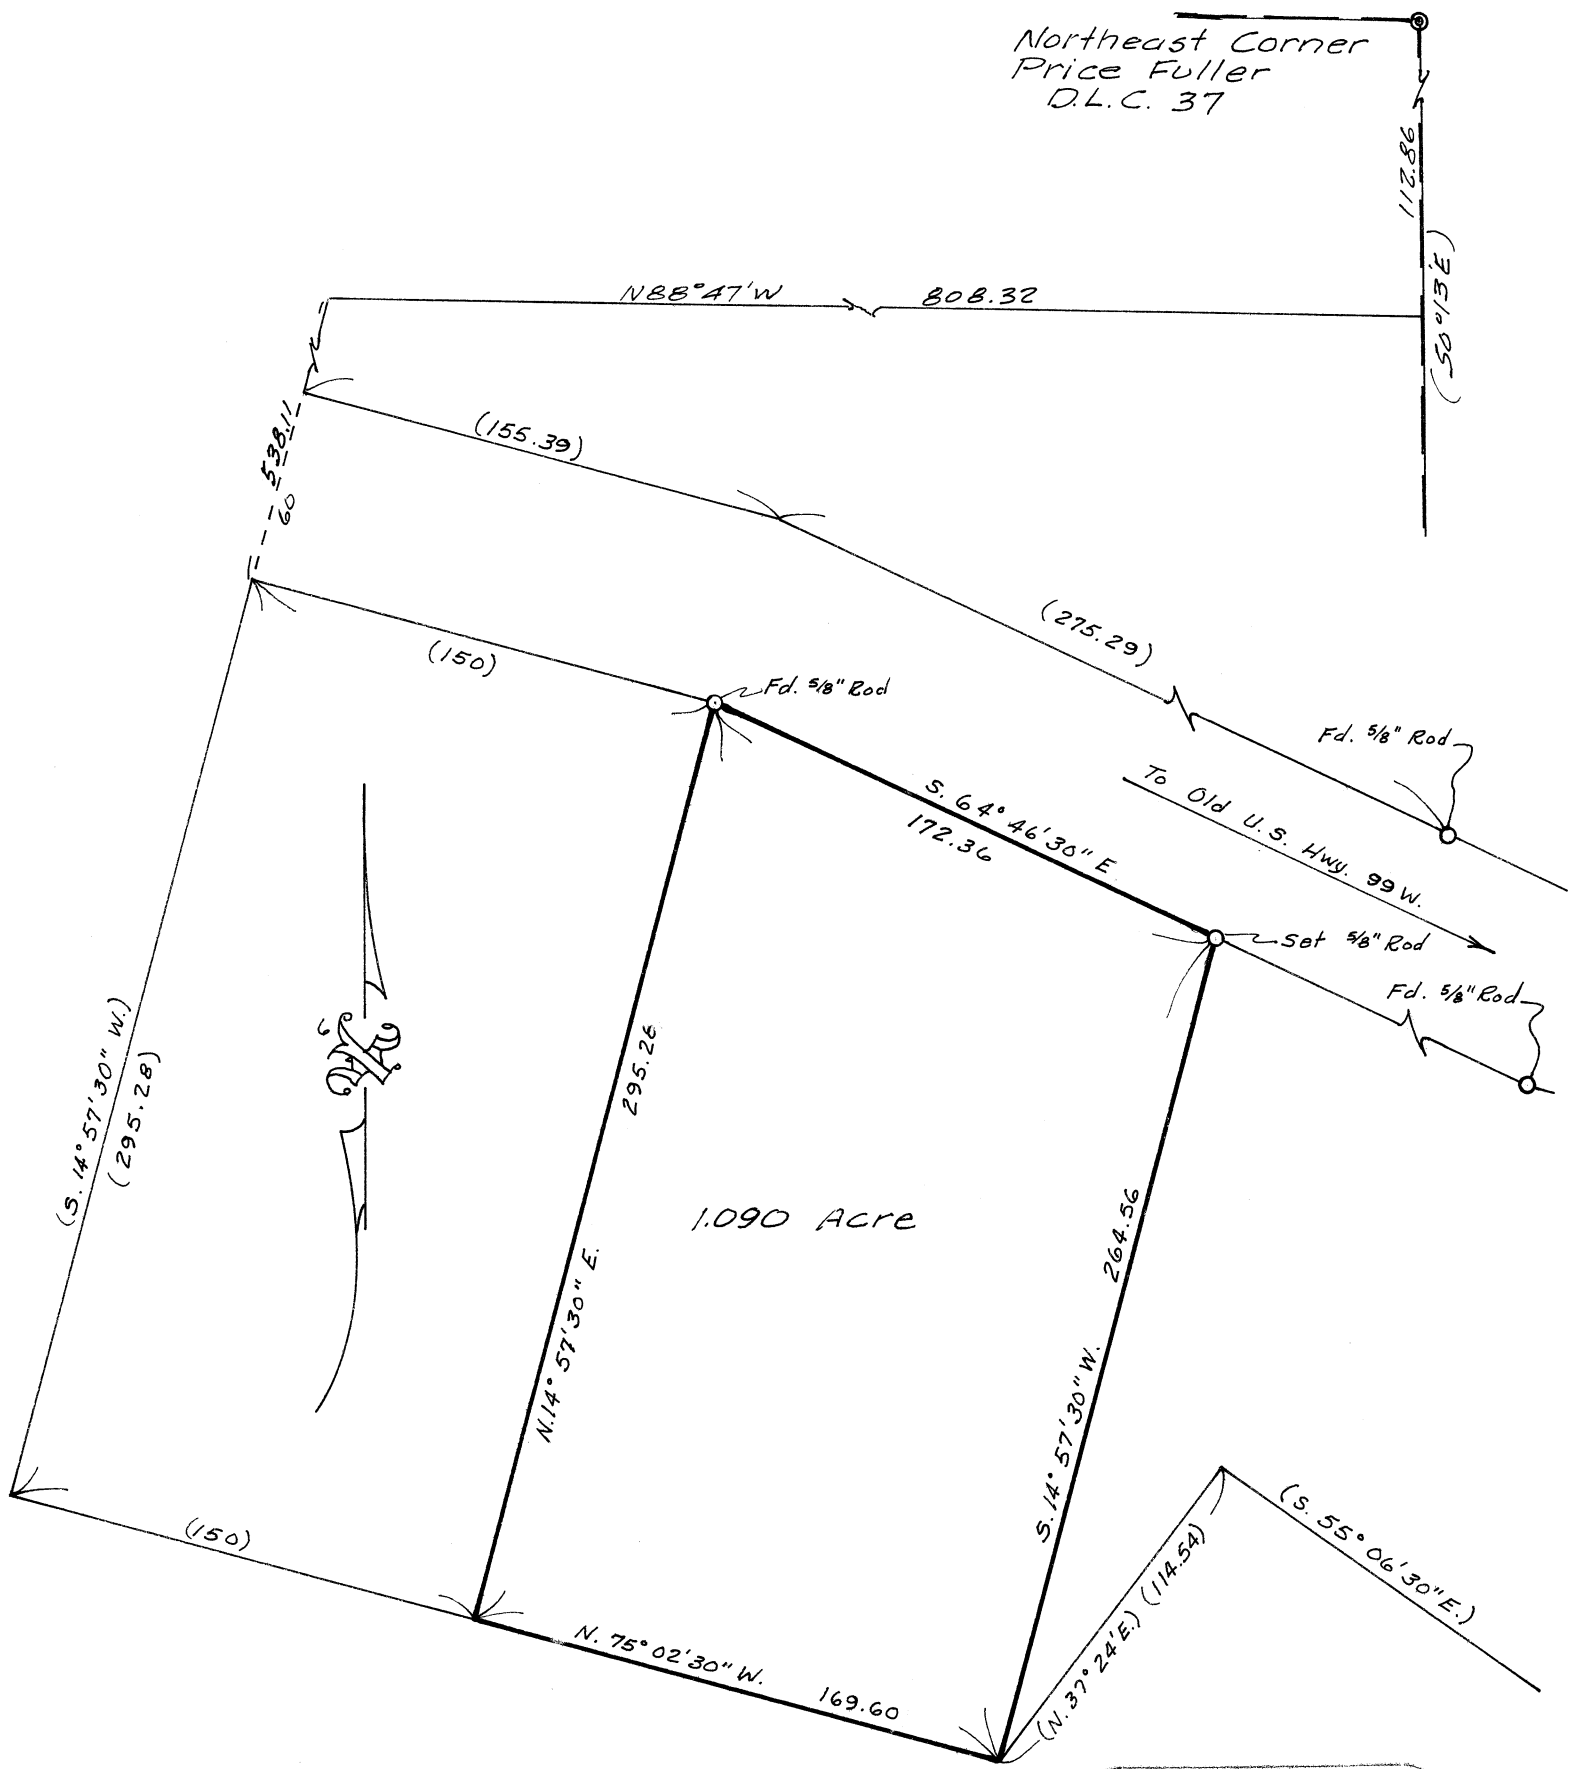 Northeast Corner
Price Fuller
D.L.C. 37
112.86
(S0°13'E)
N88°47'W 808.32
538.11
60
(155.39)
(275.29)
(150)
Fd. 5/8" Rod
Fd. 5/8" Rod
To Old U.S. Hwy. 99 W.
S. 64° 46' 30" E
172.36
Set 5/8" Rod
Fd. 5/8" Rod
(S. 14° 57' 30" W.)
(295.28)
N
295.28
N. 14° 57' 30" E.
1.090 Acre
264.56
S. 14° 57' 30" W.
(150)
N. 75° 02' 30" W.
169.60
(N. 37° 24' E.) (114.54)
(S. 55° 06' 30" E.)